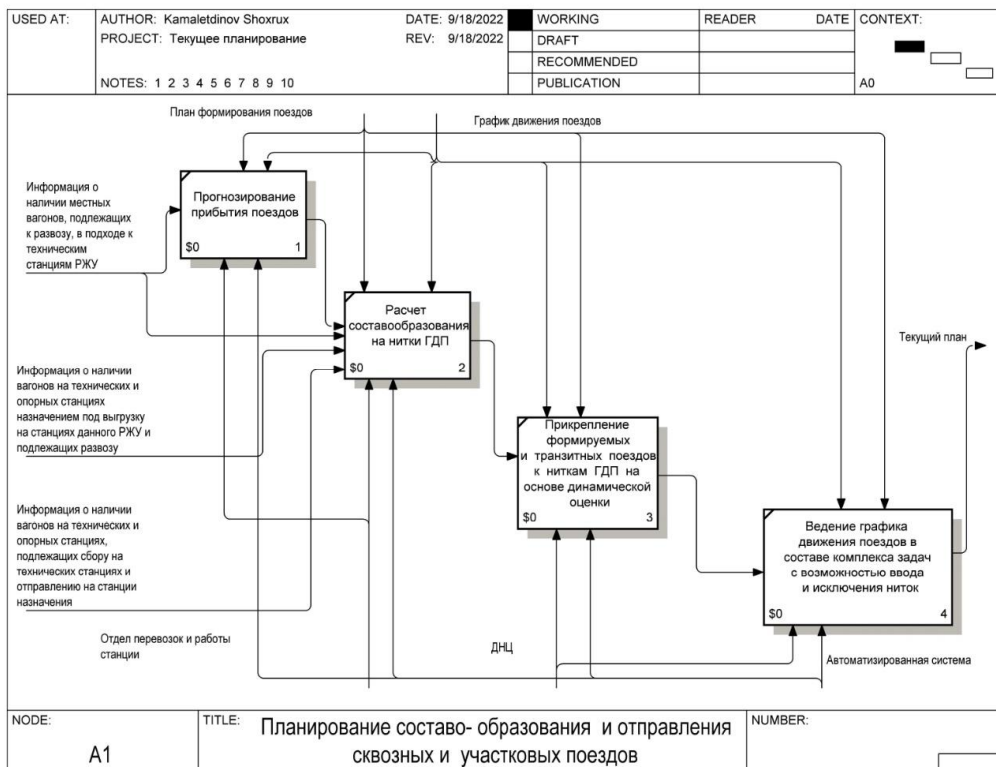 USED AT:
AUTHOR: Kamaletdinov Shoxrux
DATE: 9/18/2022
PROJECT: Текущее планирование
REV: 9/18/2022
NOTES: 1 2 3 4 5 6 7 8 9 10
WORKING
DRAFT
RECOMMENDED
PUBLICATION
READER
DATE
CONTEXT:
A0
План формирования поездов
График движения поездов
Информация о
наличии местных
вагонов, подлежащих
к развозу, в подходе к
техническим
станциям РЖУ
Прогнозирование
прибытия поездов
$0
1
Расчет
составообразования
на нитки ГДП
$0
2
Текущий план
Информация о наличии
вагонов на технических и
опорных станциях
назначением под выгрузку
на станциях данного РЖУ и
подлежащих развозу
Прикрепление
формируемых
и транзитных поездов
к ниткам ГДП на
основе динамической
оценки
$0
3
Информация о наличии
вагонов на технических и
опорных станциях,
подлежащих сбору на
технических станциях и
отправлению на станции
назначения
Ведение графика
движения поездов в
составе комплекса задач
с возможностью ввода
и исключения ниток
$0
4
Отдел перевозок и работы
станции
ДНЦ
Автоматизированная система
NODE:
A1
TITLE:
Планирование составо- образования и отправления
сквозных и участковых поездов
NUMBER: